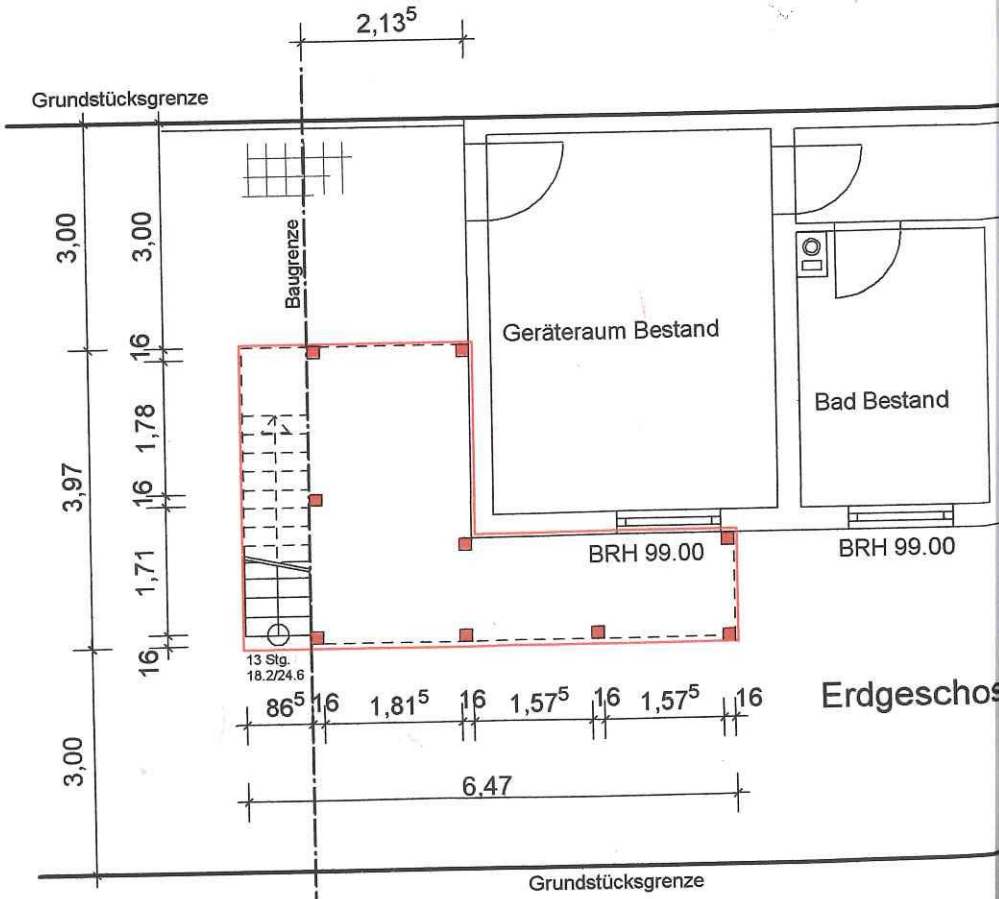 2,13⁵
Grundstücksgrenze
3,00
3,00
Baugrenze
16
Geräteraum Bestand
Bad Bestand
1,78
3,97
16
1,71
BRH 99.00
BRH 99.00
16
13 Stg.
18.2/24.6
86⁵ 16 1,81⁵ 16 1,57⁵ 16 1,57⁵ 16
Erdgeschos
3,00
6,47
Grundstücksgrenze